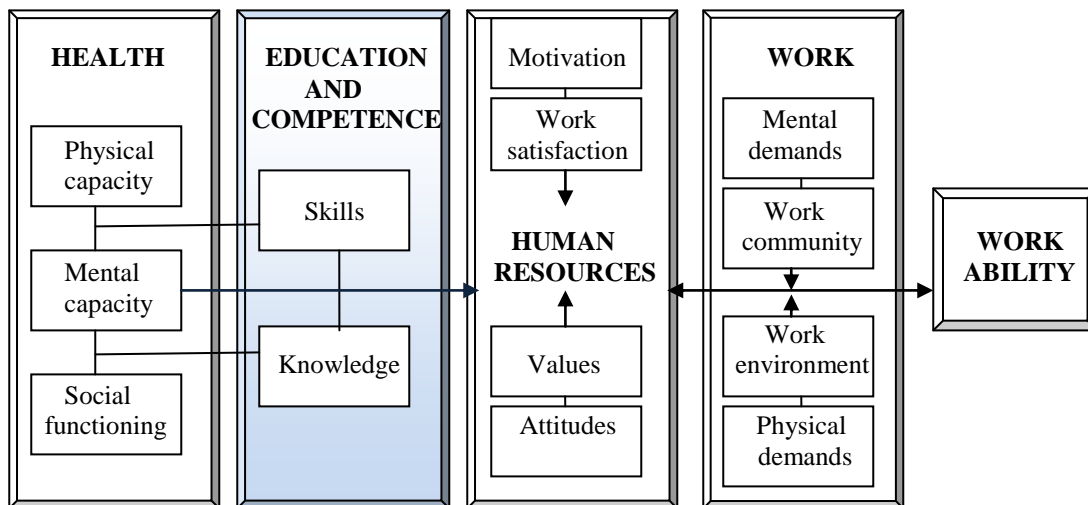 HEALTH
Physical
capacity
Mental
capacity
Social
functioning
EDUCATION
AND
COMPETENCE
Skills
Knowledge
Motivation
Work
satisfaction
HUMAN
RESOURCES
Values
Attitudes
WORK
Mental
demands
Work
community
Work
environment
Physical
demands
WORK
ABILITY